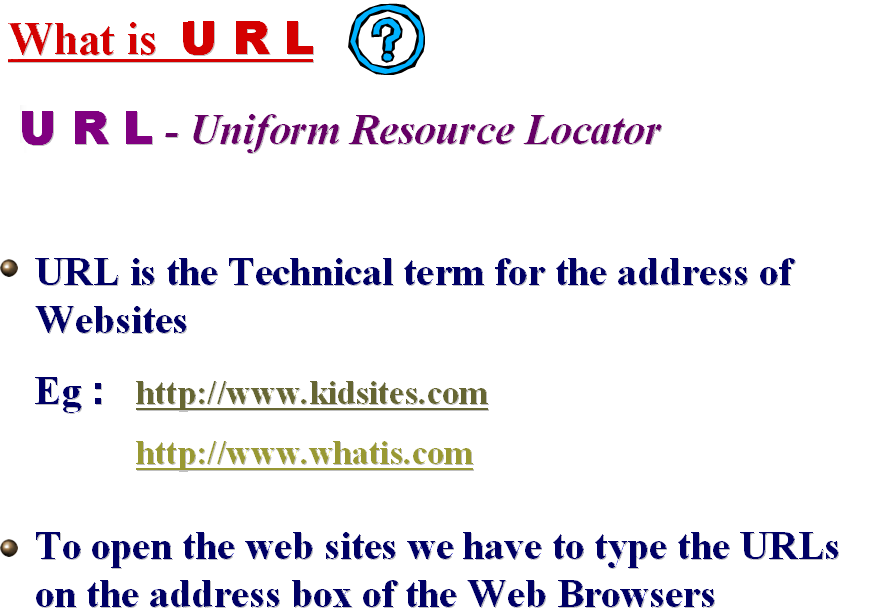 What is U R L ?
U R L - Uniform Resource Locator
URL is the Technical term for the address of
Websites
Eg : http://www.kidsites.com
http://www.whatis.com
To open the web sites we have to type the URLs
on the address box of the Web Browsers